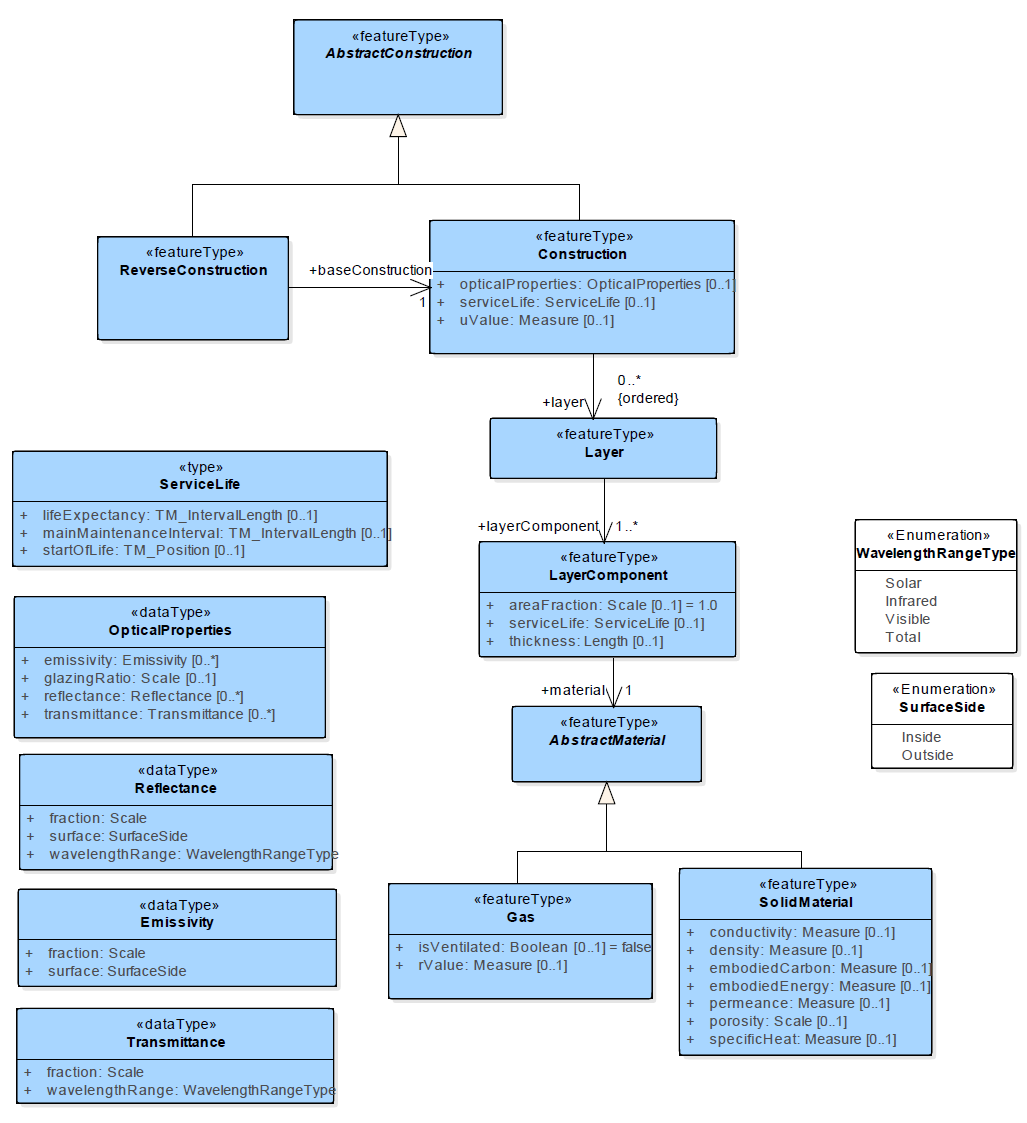 «featureType»
AbstractConstruction
«featureType»
ReverseConstruction
+baseConstruction
1
«featureType»
Construction
+ opticalProperties: OpticalProperties [0..1]
+ serviceLife: ServiceLife [0..1]
+ uValue: Measure [0..1]
0..*
{ordered}
+layer
«featureType»
Layer
+layerComponent
1..*
«featureType»
LayerComponent
+ areaFraction: Scale [0..1] = 1.0
+ serviceLife: ServiceLife [0..1]
+ thickness: Length [0..1]
+material
1
«featureType»
AbstractMaterial
«featureType»
Gas
+ isVentilated: Boolean [0..1] = false
+ rValue: Measure [0..1]
«featureType»
SolidMaterial
+ conductivity: Measure [0..1]
+ density: Measure [0..1]
+ embodiedCarbon: Measure [0..1]
+ embodiedEnergy: Measure [0..1]
+ permeance: Measure [0..1]
+ porosity: Scale [0..1]
+ specificHeat: Measure [0..1]
«type»
ServiceLife
+ lifeExpectancy: TM_IntervalLength [0..1]
+ mainMaintenanceInterval: TM_IntervalLength [0..1]
+ startOfLife: TM_Position [0..1]
«dataType»
OpticalProperties
+ emissivity: Emissivity [0..*]
+ glazingRatio: Scale [0..1]
+ reflectance: Reflectance [0..*]
+ transmittance: Transmittance [0..*]
«dataType»
Reflectance
+ fraction: Scale
+ surface: SurfaceSide
+ wavelengthRange: WavelengthRangeType
«dataType»
Emissivity
+ fraction: Scale
+ surface: SurfaceSide
«dataType»
Transmittance
+ fraction: Scale
+ wavelengthRange: WavelengthRangeType
«Enumeration»
WavelengthRangeType
Solar
Infrared
Visible
Total
«Enumeration»
SurfaceSide
Inside
Outside